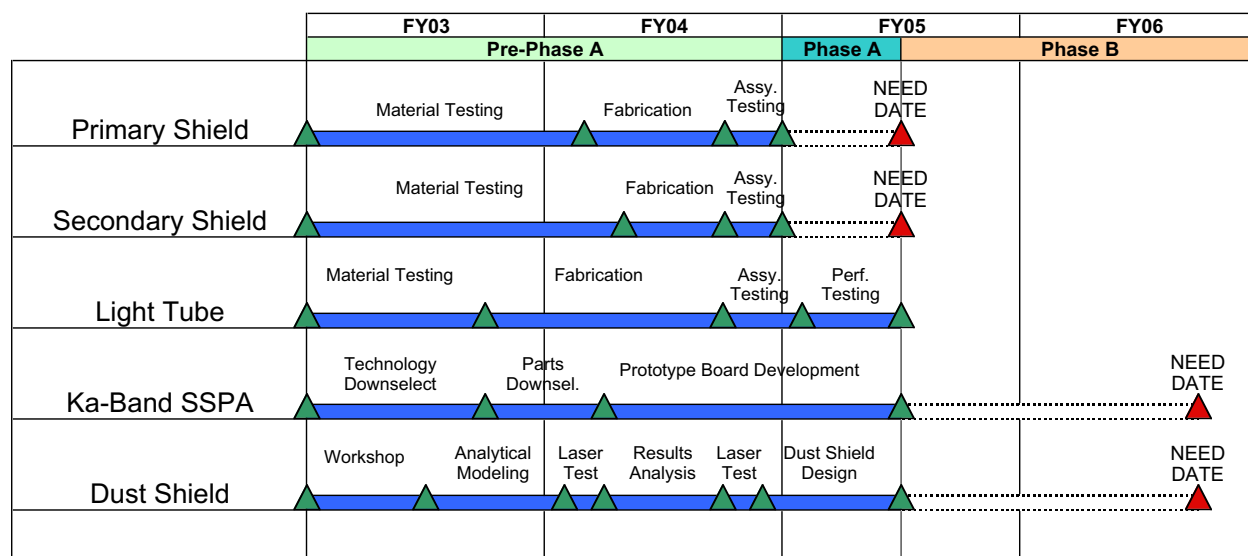 FY03 FY04 FY05 FY06
Pre-Phase A Phase A Phase B
Primary Shield
Material Testing
Fabrication
Assy.
Testing
NEED
DATE
Secondary Shield
Material Testing
Fabrication
Assy.
Testing
NEED
DATE
Light Tube
Material Testing
Fabrication
Assy.
Testing
Perf.
Testing
Ka-Band SSPA
Technology
Downselect
Parts
Downsel.
Prototype Board Development
NEED
DATE
Dust Shield
Workshop
Analytical
Modeling
Laser
Test
Results
Analysis
Laser
Test
Dust Shield
Design
NEED
DATE